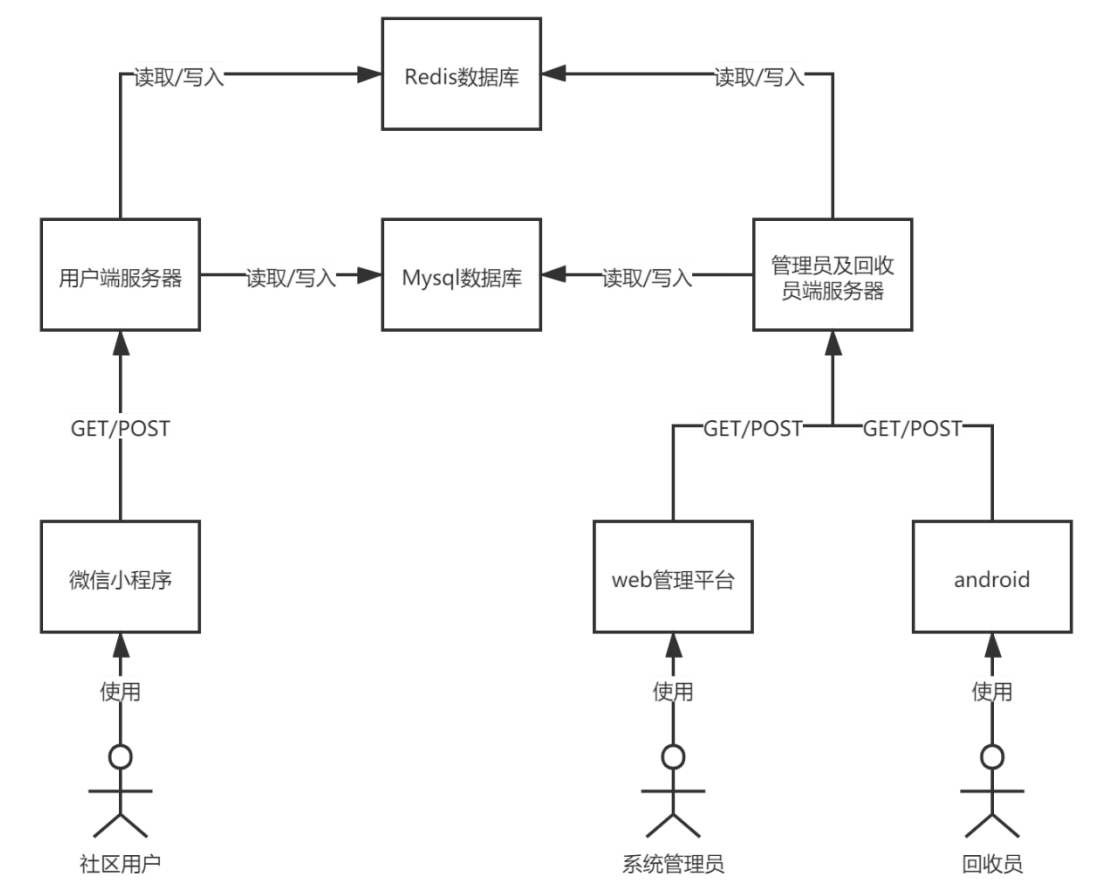 读取/写入
Redis数据库
读取/写入
用户端服务器
读取/写入
Mysql数据库
读取/写入
管理员及回收
员端服务器
GET/POST
GET/POST
GET/POST
微信小程序
web管理平台
android
使用
使用
使用
社区用户
系统管理员
回收员